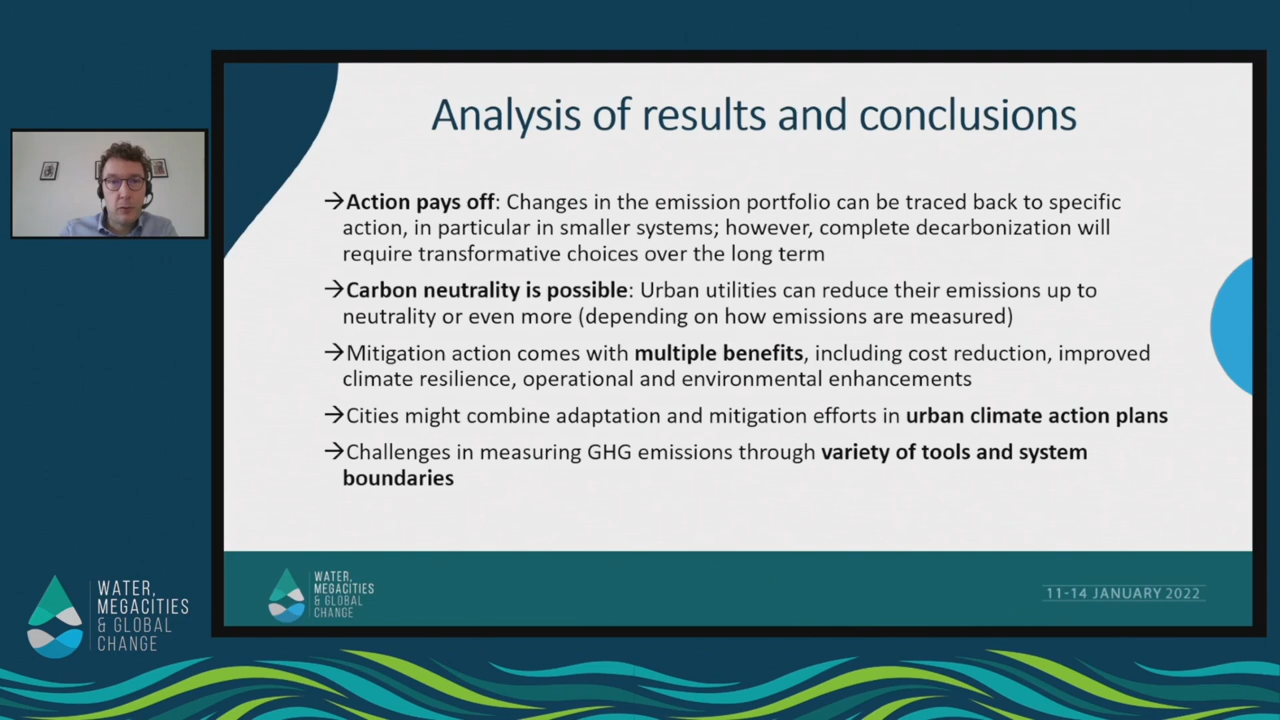 Analysis of results and conclusions
→Action pays off: Changes in the emission portfolio can be traced back to specific
action, in particular in smaller systems; however, complete decarbonization will
require transformative choices over the long term
→Carbon neutrality is possible: Urban utilities can reduce their emissions up to
neutrality or even more (depending on how emissions are measured)
→Mitigation action comes with multiple benefits, including cost reduction, improved
climate resilience, operational and environmental enhancements
→Cities might combine adaptation and mitigation efforts in urban climate action plans
→Challenges in measuring GHG emissions through variety of tools and system
boundaries
WATER,
MEGACITIES
& GLOBAL
CHANGE
11-14 JANUARY 2022
WATER,
MEGACITIES
& GLOBAL
CHANGE